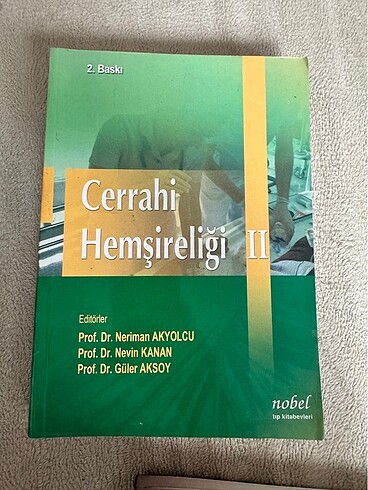 2. Baskı
Cerrahi
Hemşireliği II
Editörler
Prof. Dr. Neriman AKYOLCU
Prof. Dr. Nevin KANAN
Prof. Dr. Güler AKSOY
nobel
tıp kitabevleri